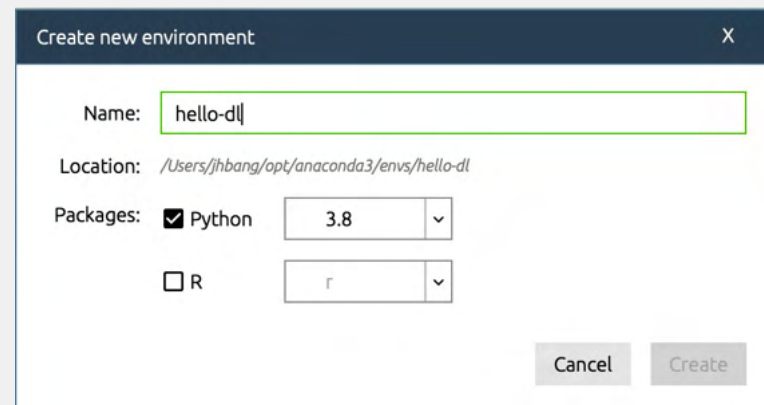 Create new environment X
Name: hello-dl
Location: /Users/jhbang/opt/anaconda3/envs/hello-dl
Packages: Python 3.8
R r
Cancel Create